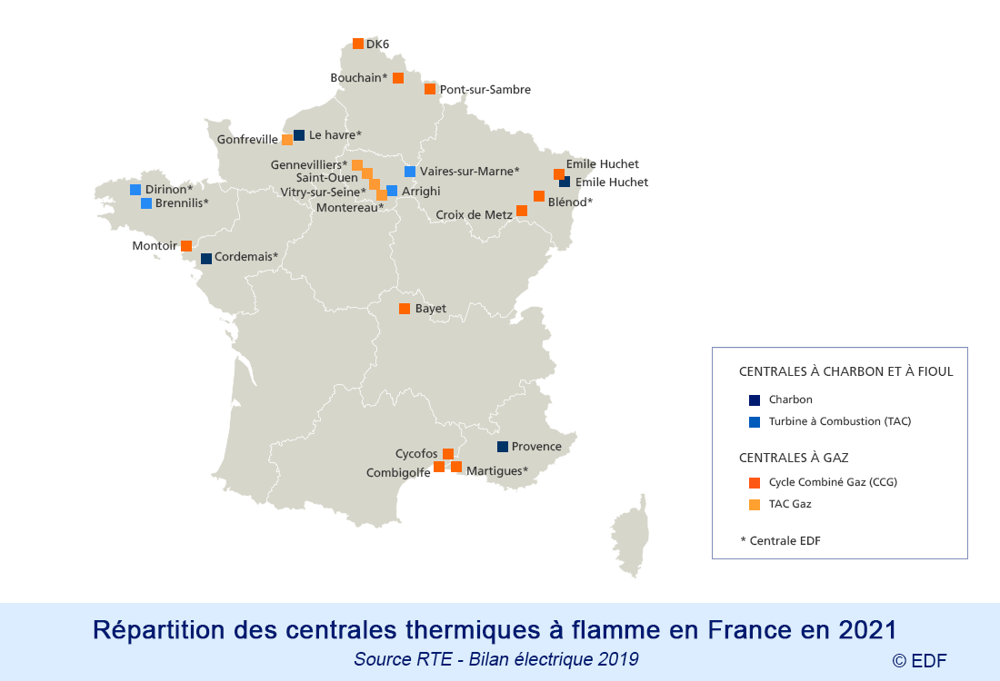 DK6
Bouchain*
Pont-sur-Sambre
Le havre*
Gonfreville
Gennevilliers*
Saint-Ouen
Vitry-sur-Seine*
Montereau*
Vaires-sur-Marne*
Arrighi
Emile Huchet
Emile Huchet
Blénod*
Croix de Metz
Dirinon*
Brennilis*
Montoir
Cordemais*
Bayet
Cycofos
Combigolfe
Martigues*
Provence
CENTRALES À CHARBON ET À FIOUL
Charbon
Turbine à Combustion (TAC)
CENTRALES À GAZ
Cycle Combiné Gaz (CCG)
TAC Gaz
* Centrale EDF
Répartition des centrales thermiques à flamme en France en 2021
Source RTE - Bilan électrique 2019
© EDF